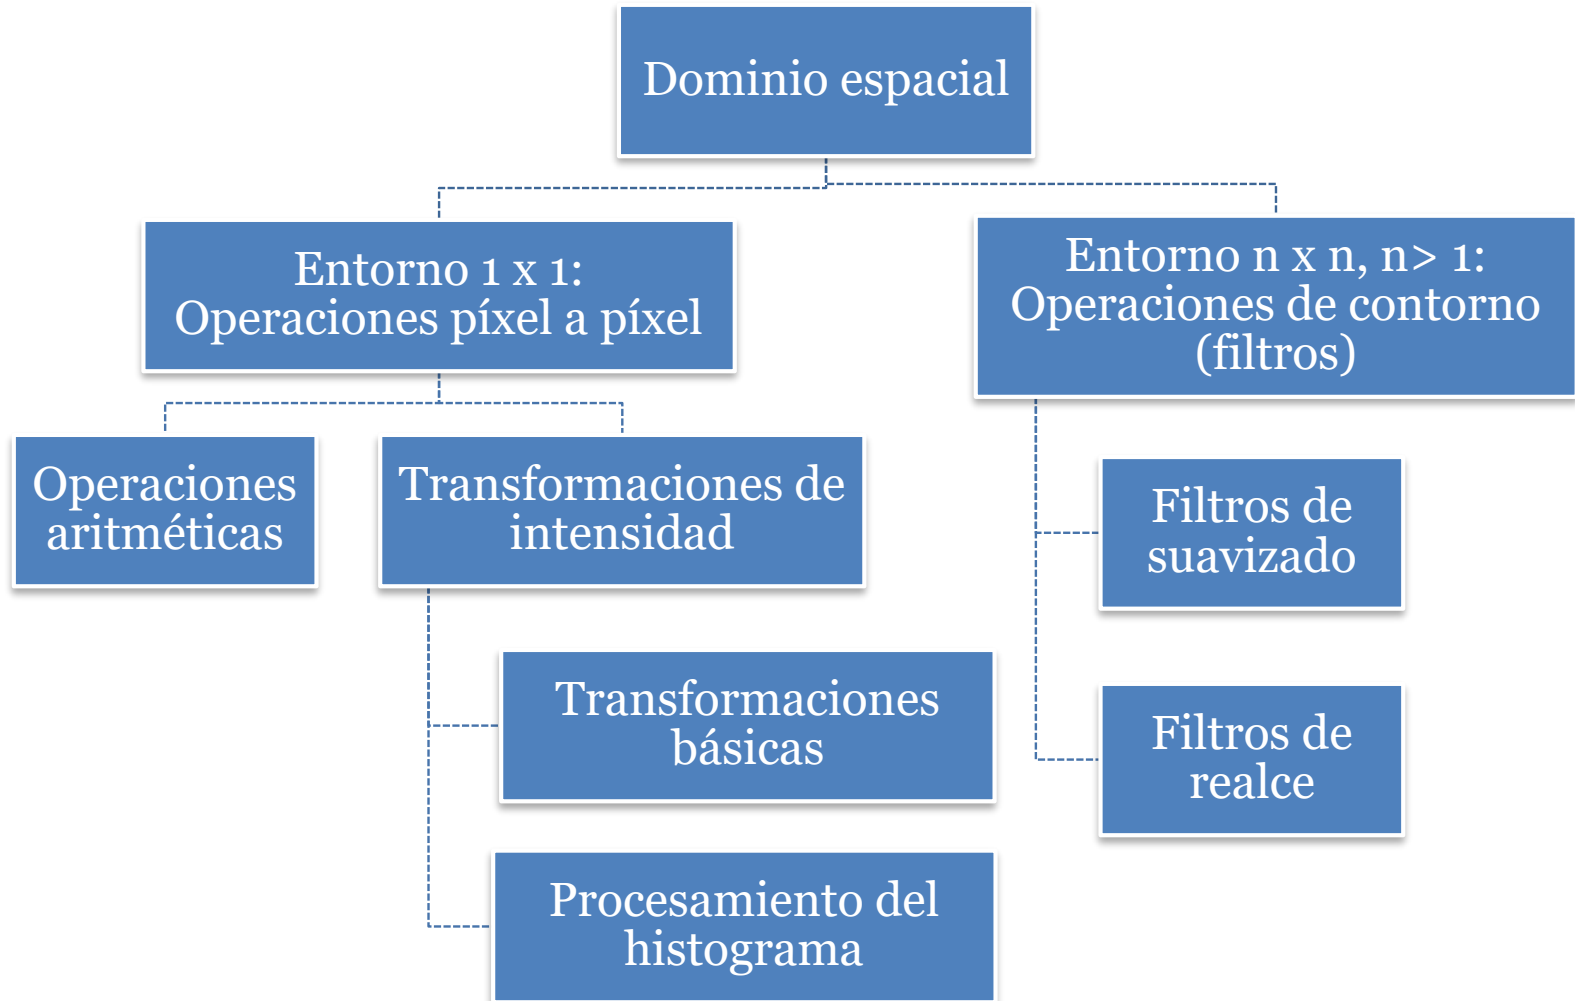 Dominio espacial
Entorno 1 x 1:
Operaciones píxel a píxel
Entorno n x n, n> 1:
Operaciones de contorno
(filtros)
Operaciones
aritméticas
Transformaciones de
intensidad
Filtros de
suavizado
Transformaciones
básicas
Filtros de
realce
Procesamiento del
histograma